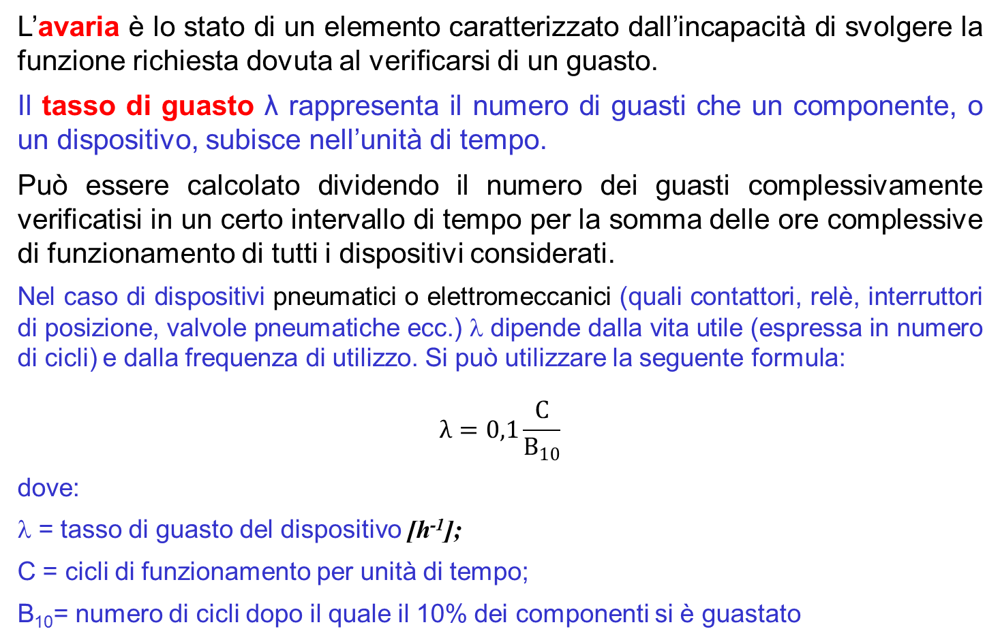 L’avaria è lo stato di un elemento caratterizzato dall’incapacità di svolgere la
funzione richiesta dovuta al verificarsi di un guasto.
Il tasso di guasto λ rappresenta il numero di guasti che un componente, o
un dispositivo, subisce nell’unità di tempo.
Può essere calcolato dividendo il numero dei guasti complessivamente
verificatisi in un certo intervallo di tempo per la somma delle ore complessive
di funzionamento di tutti i dispositivi considerati.
Nel caso di dispositivi pneumatici o elettromeccanici (quali contattori, relè, interruttori
di posizione, valvole pneumatiche ecc.) λ dipende dalla vita utile (espressa in numero
di cicli) e dalla frequenza di utilizzo. Si può utilizzare la seguente formula:
λ = 0,1 C/B₁₀
dove:
λ = tasso di guasto del dispositivo [h⁻¹];
C = cicli di funzionamento per unità di tempo;
B₁₀= numero di cicli dopo il quale il 10% dei componenti si è guastato